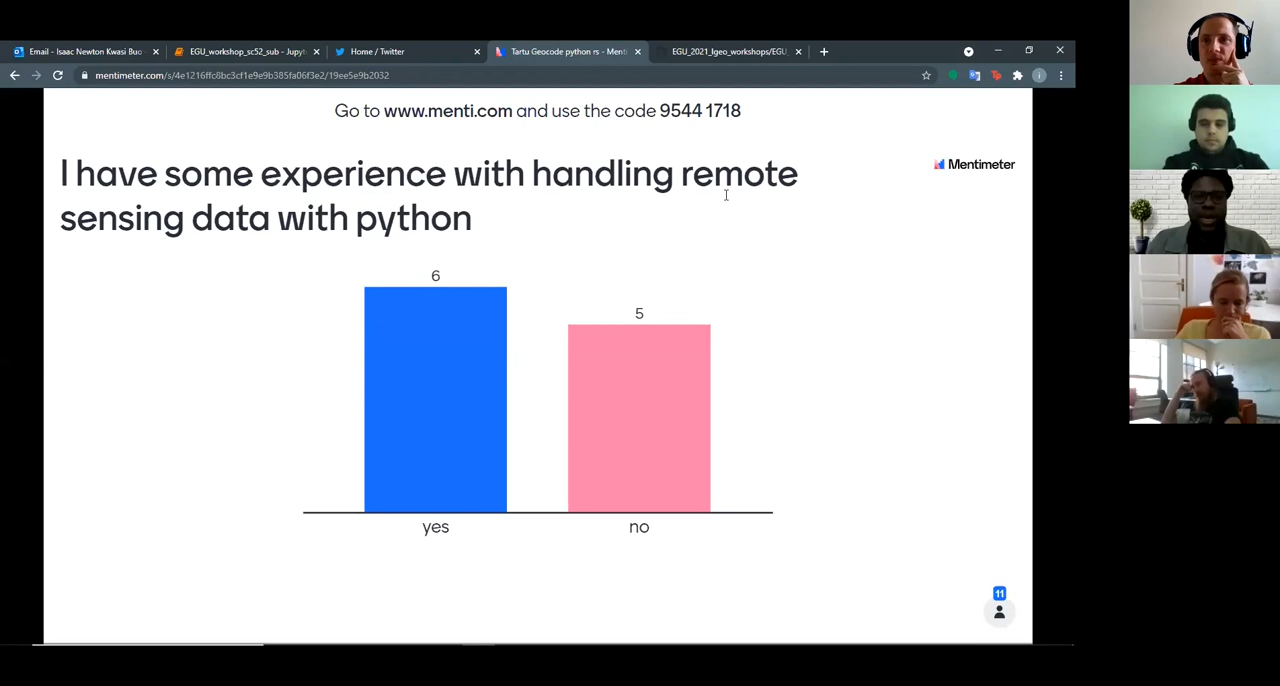 Email - Isaac Newton Kwasi Buo -
EGU_workshop_sc52_sub - Jupyt
Home / Twitter
Tartu Geocode python rs - Menti
EGU_2021_lgeo_workshops/EGU_
mentimeter.com/s/4e1216ffc8bc3cf1e9e9b385fa06f3e2/19ee5e9b2032
Go to www.menti.com and use the code 9544 1718
I have some experience with handling remote
sensing data with python
Mentimeter
6
5
yes
no
11